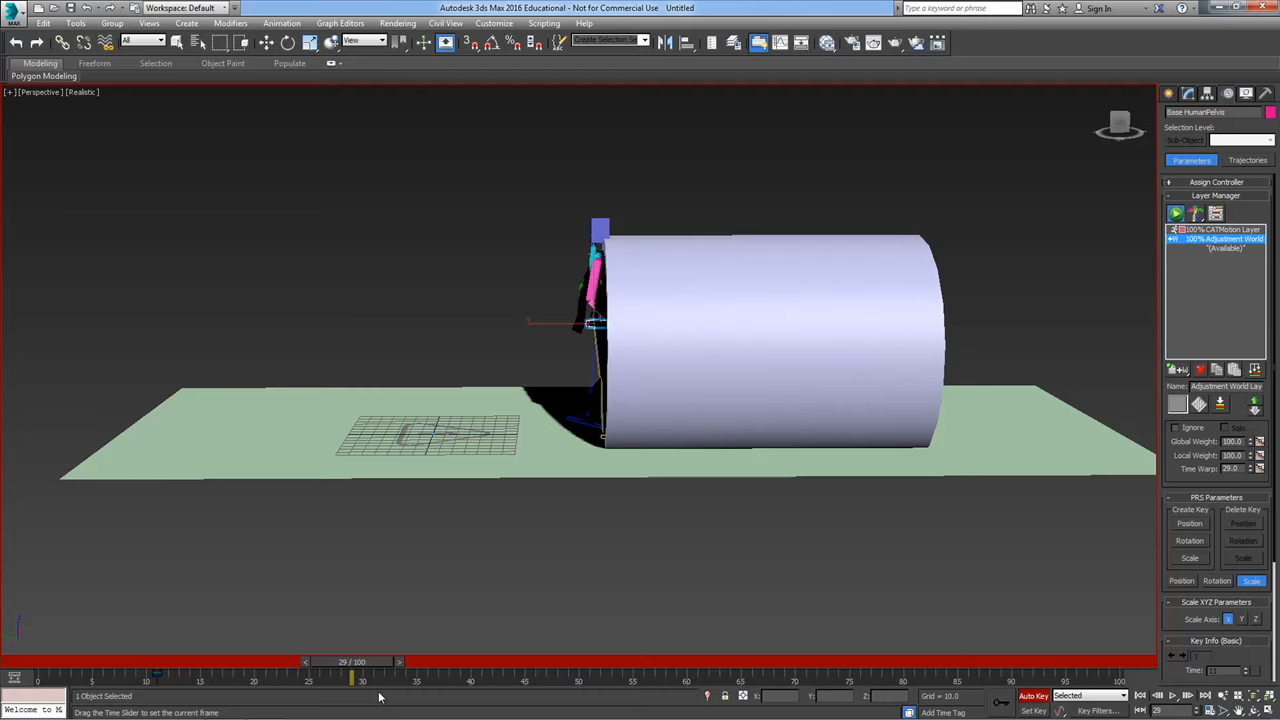 MAX Workspace: Default Autodesk 3ds Max 2016 Educational - Not for Commercial Use Untitled Type a keyword or phrase Sign In
Edit Tools Group Views Create Modifiers Animation Graph Editors Rendering Civil View Customize Scripting Help
All View Create Selection Se
Modeling Freeform Selection Object Paint Populate
Polygon Modeling
[+] [Perspective] [Realistic]
Base HumanPelvis
Selection Level:
Sub-Object
Parameters Trajectories
+ Assign Controller
- Layer Manager
100% CATMotion Layer
+W 100% Adjustment World
"(Available)"
Name: Adjustment World Lay
Ignore Solo
Global Weight: 100.0
Local Weight: 100.0
Time Warp: 29.0
- PRS Parameters
Create Key Delete Key
Position Position
Rotation Rotation
Scale Scale
Position Rotation Scale
- Scale XYZ Parameters
Scale Axis: X Y Z
- Key Info (Basic)
Time:
z
< 29 / 100 >
0 5 10 15 20 25 30 35 40 45 50 55 60 65 70 75 80 85 90 95 100
1 Object Selected X: Y: Z: Grid = 10.0 Auto Key Selected
Welcome to M Drag the Time Slider to set the current frame Add Time Tag Set Key Key Filters... 29